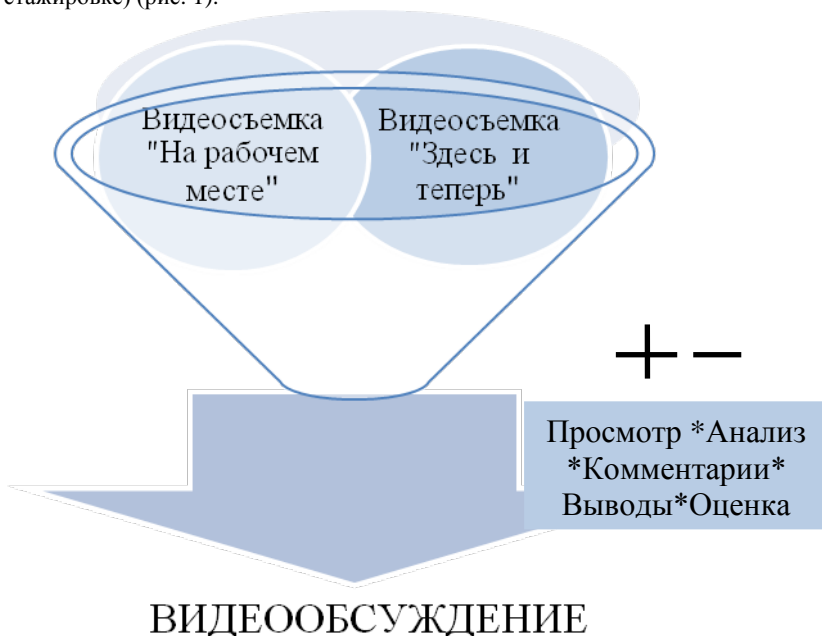 стажировке) (рис. 1).
Видеосъемка
"На рабочем
месте"
Видеосъемка
"Здесь и
теперь"
+ −
Просмотр *Анализ
*Комментарии*
Выводы*Оценка
ВИДЕООБСУЖДЕНИЕ